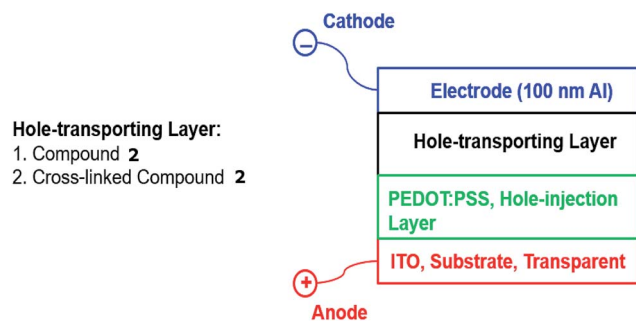 Cathode
−
Electrode (100 nm Al)
Hole-transporting Layer:
1. Compound 2
2. Cross-linked Compound 2
Hole-transporting Layer
PEDOT:PSS, Hole-injection
Layer
ITO, Substrate, Transparent
+
Anode